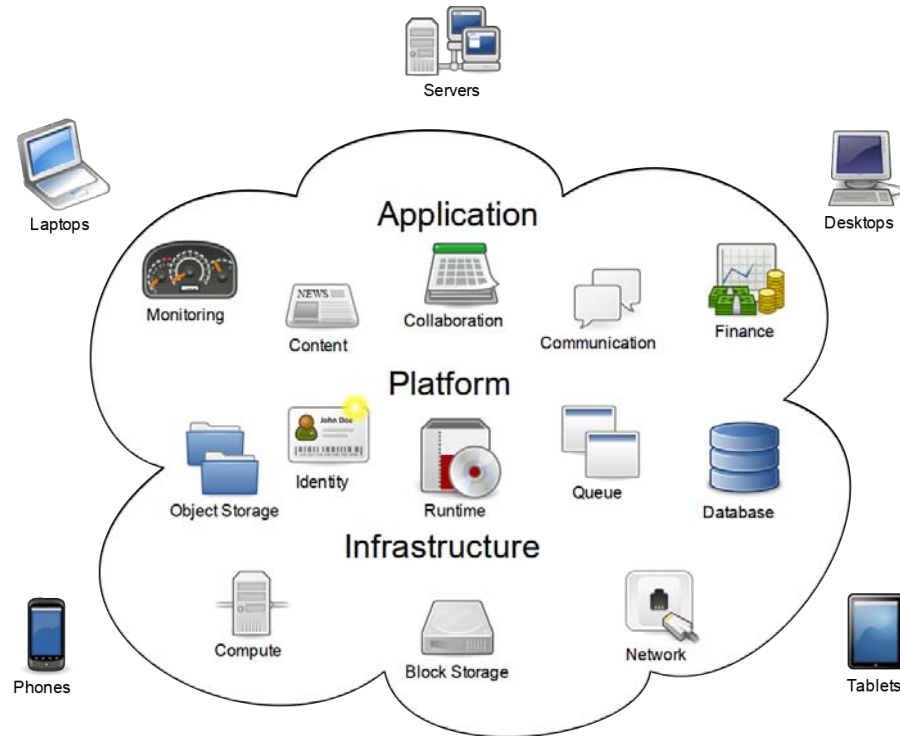 Servers
Laptops
Desktops
Application
Monitoring
NEWS
Content
Collaboration
Communication
Finance
Platform
John Doe
Object Storage
Identity
Runtime
Queue
Database
Infrastructure
Compute
Block Storage
Network
Phones
Tablets